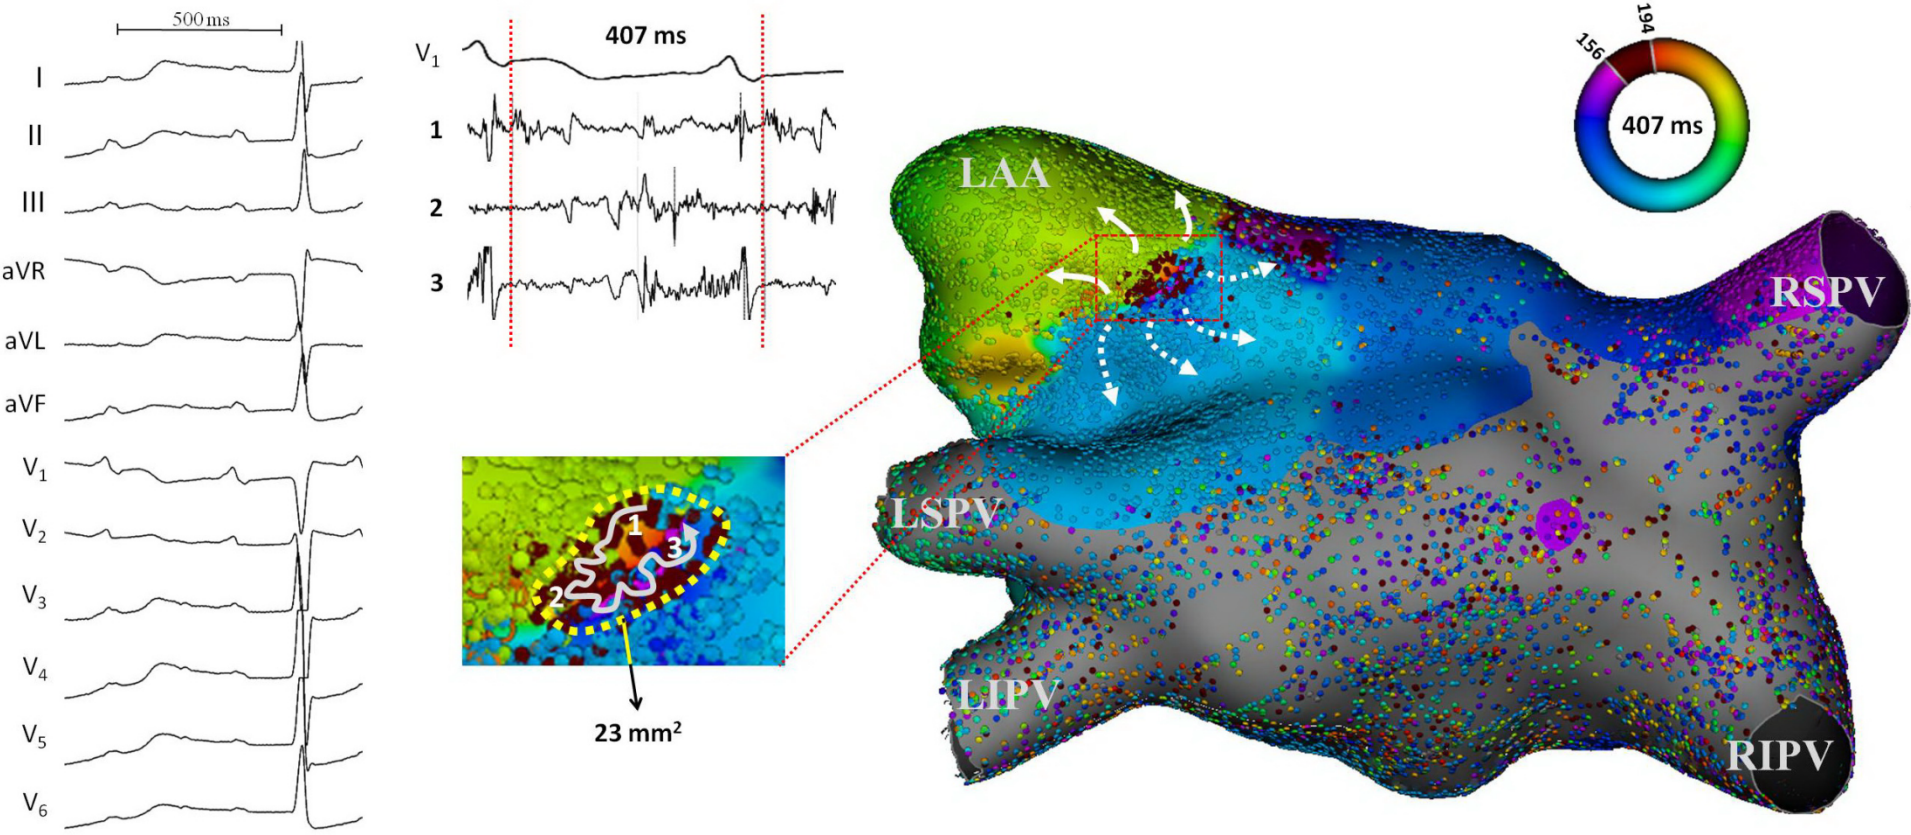 500 ms
I
II
III
aVR
aVL
aVF
V1
V2
V3
V4
V5
V6
407 ms
V1
1
2
3
1
2
3
23 mm²
156
194
407 ms
LAA
RSPV
LSPV
LIPV
RIPV